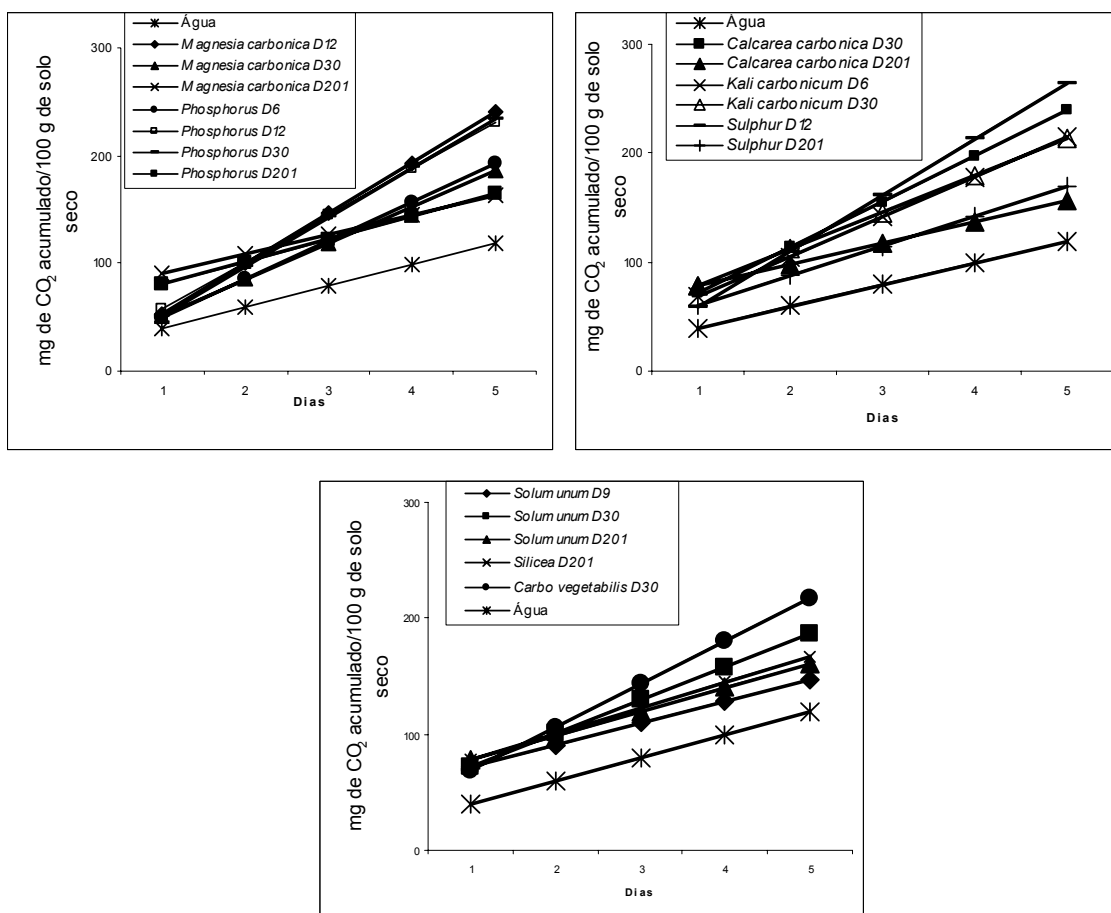 Água
Magnesia carbonica D12
Magnesia carbonica D30
Magnesia carbonica D201
Phosphorus D6
Phosphorus D12
Phosphorus D30
Phosphorus D201
mg de CO2 acumulado/100 g de solo
seco
300
200
100
0
1 2 3 4 5
Dias
Água
Calcarea carbonica D30
Calcarea carbonica D201
Kali carbonicum D6
Kali carbonicum D30
Sulphur D12
Sulphur D201
mg de CO2 acumulado/100 g de solo
seco
300
200
100
0
1 2 3 4 5
Dias
Solum unum D9
Solum unum D30
Solum unum D201
Silicea D201
Carbo vegetabilis D30
Água
mg de CO2 acumulado/100 g de solo
seco
300
200
100
0
1 2 3 4 5
Dias